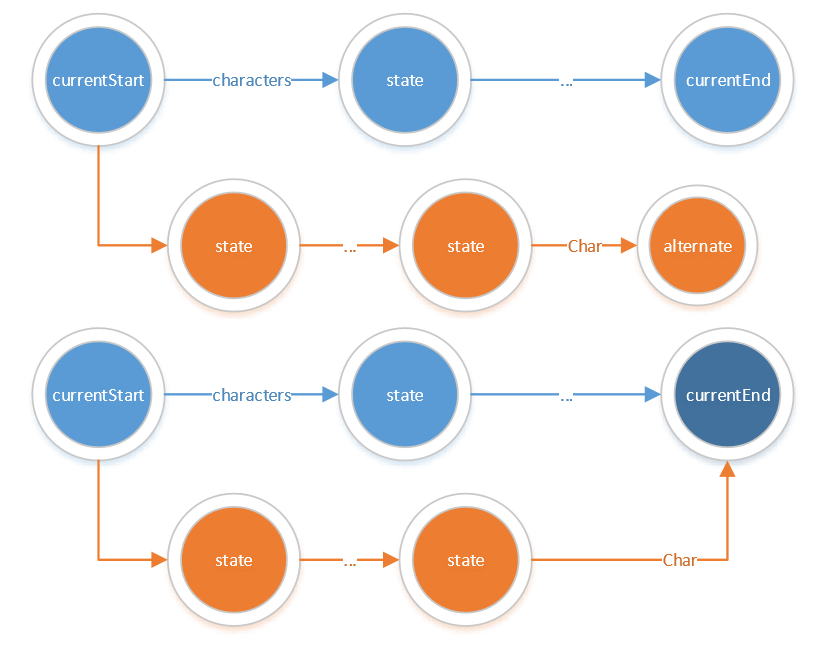 currentStart characters state ... currentEnd
state ... state Char alternate
currentStart characters state ... currentEnd
state ... state Char